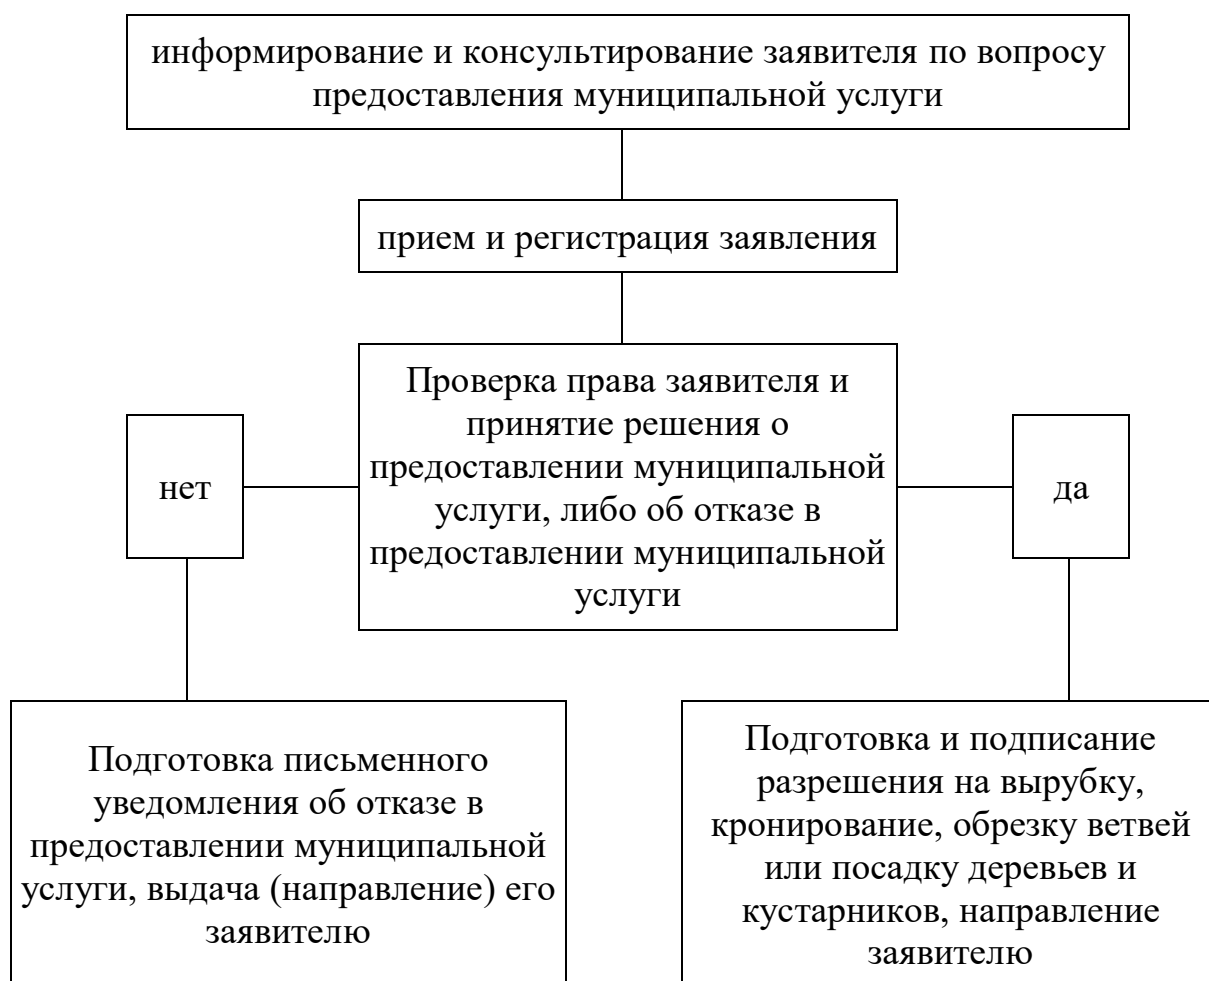 информирование и консультирование заявителя по вопросу
предоставления муниципальной услуги
прием и регистрация заявления
Проверка права заявителя и
принятие решения о
предоставлении муниципальной
услуги, либо об отказе в
предоставлении муниципальной
услуги
нет
да
Подготовка письменного
уведомления об отказе в
предоставлении муниципальной
услуги, выдача (направление) его
заявителю
Подготовка и подписание
разрешения на вырубку,
кронирование, обрезку ветвей
или посадку деревьев и
кустарников, направление
заявителю